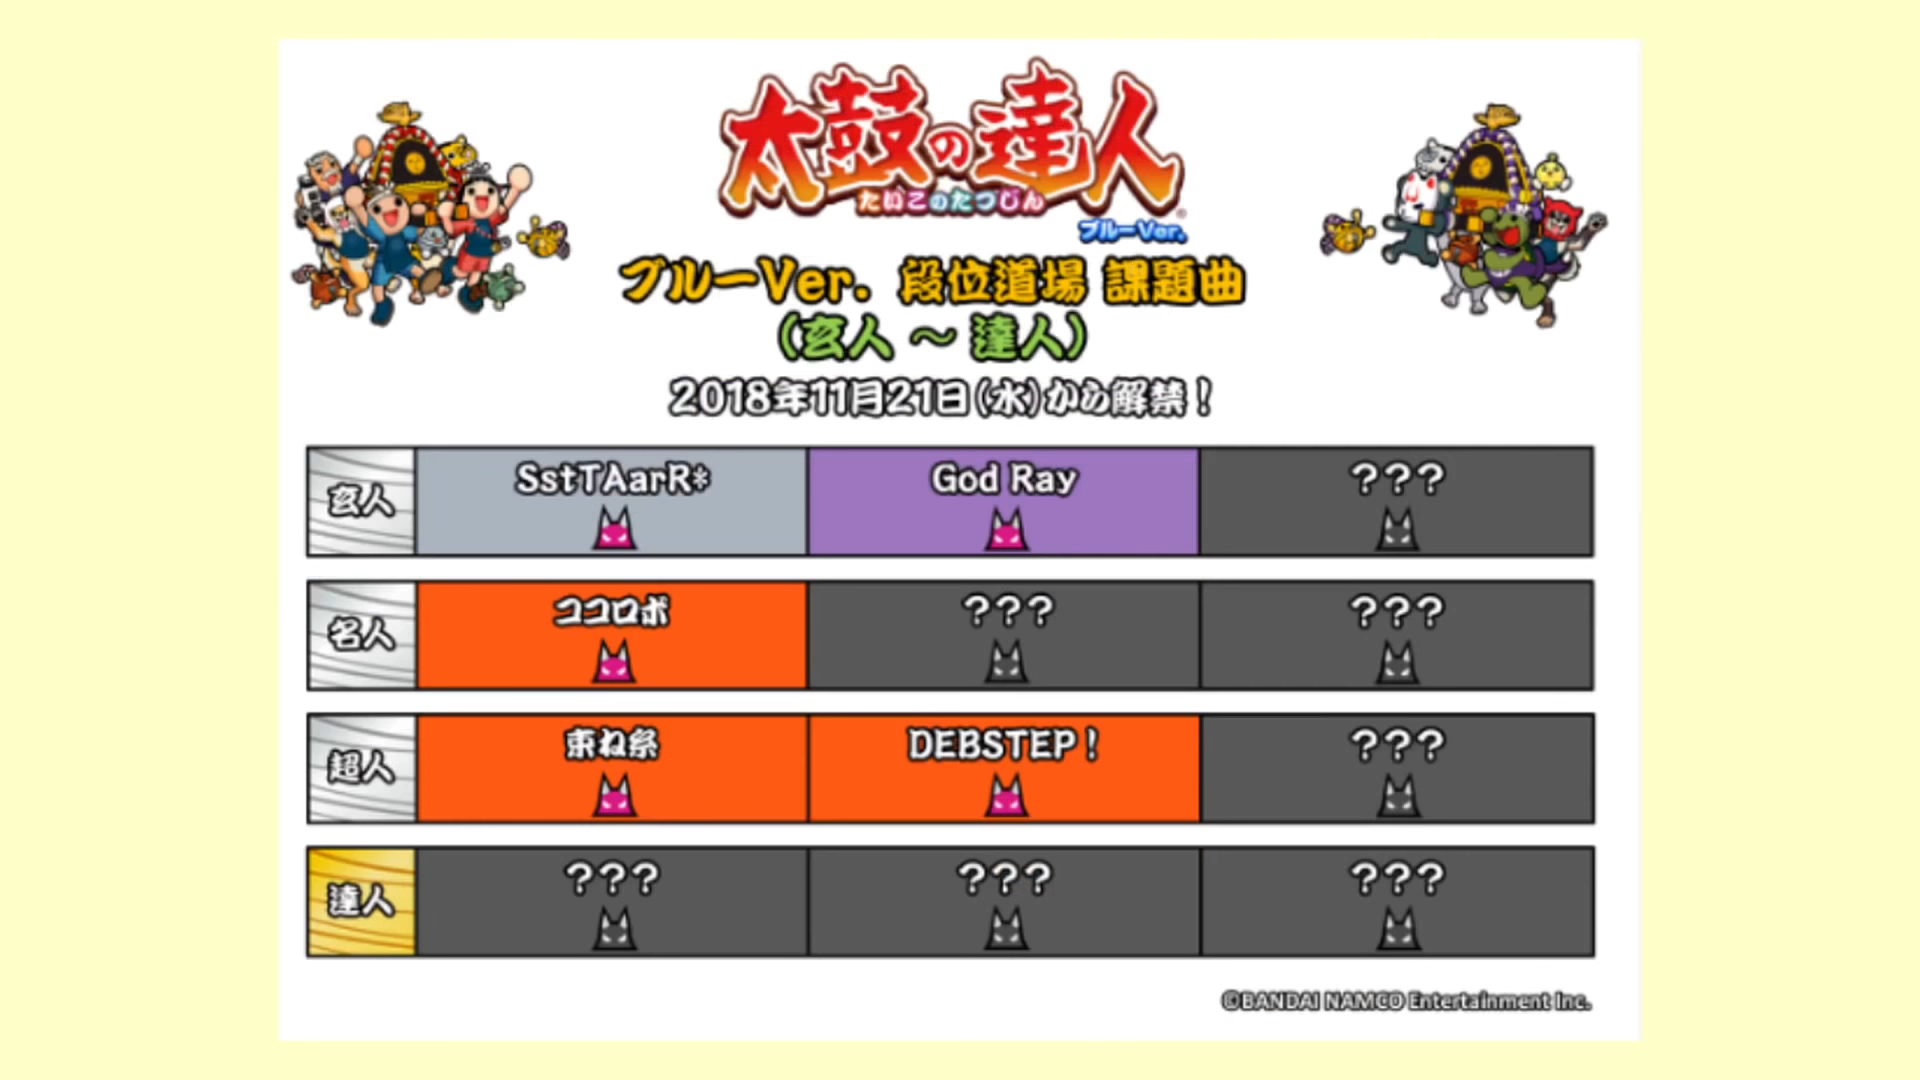 太鼓の達人
たいこのたつじん
ブルーVer.
ブルーVer. 段位道場 課題曲
（玄人 ～ 達人）
2018年11月21日（水）から解禁！
玄人 SstTAarR* God Ray ？？？
名人 ココロボ ？？？ ？？？
超人 束ね祭 DEBSTEP！ ？？？
達人 ？？？ ？？？ ？？？
©BANDAI NAMCO Entertainment Inc.